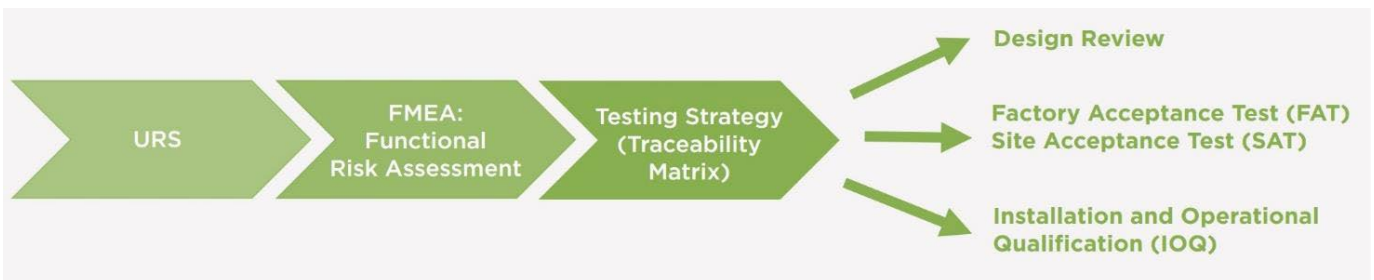 URS
FMEA:
Functional
Risk Assessment
Testing Strategy
(Traceability
Matrix)
Design Review
Factory Acceptance Test (FAT)
Site Acceptance Test (SAT)
Installation and Operational
Qualification (IOQ)